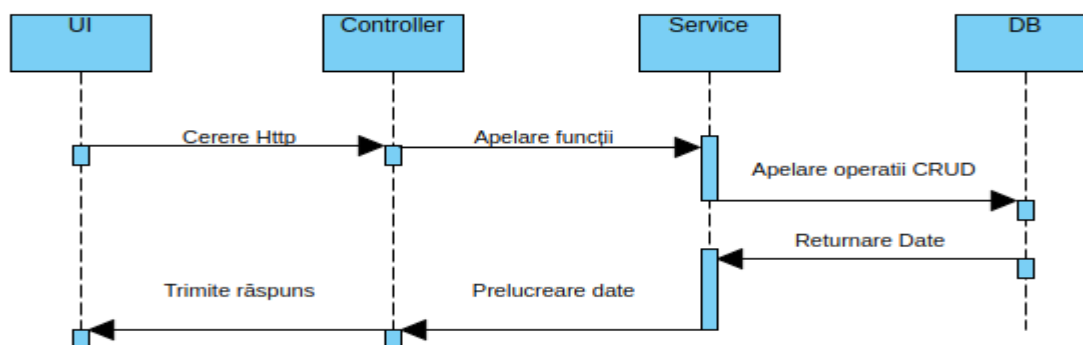 UI
Controller
Service
DB
Cerere Http
Apelare funcții
Apelare operatii CRUD
Returnare Date
Trimite răspuns
Prelucreare date